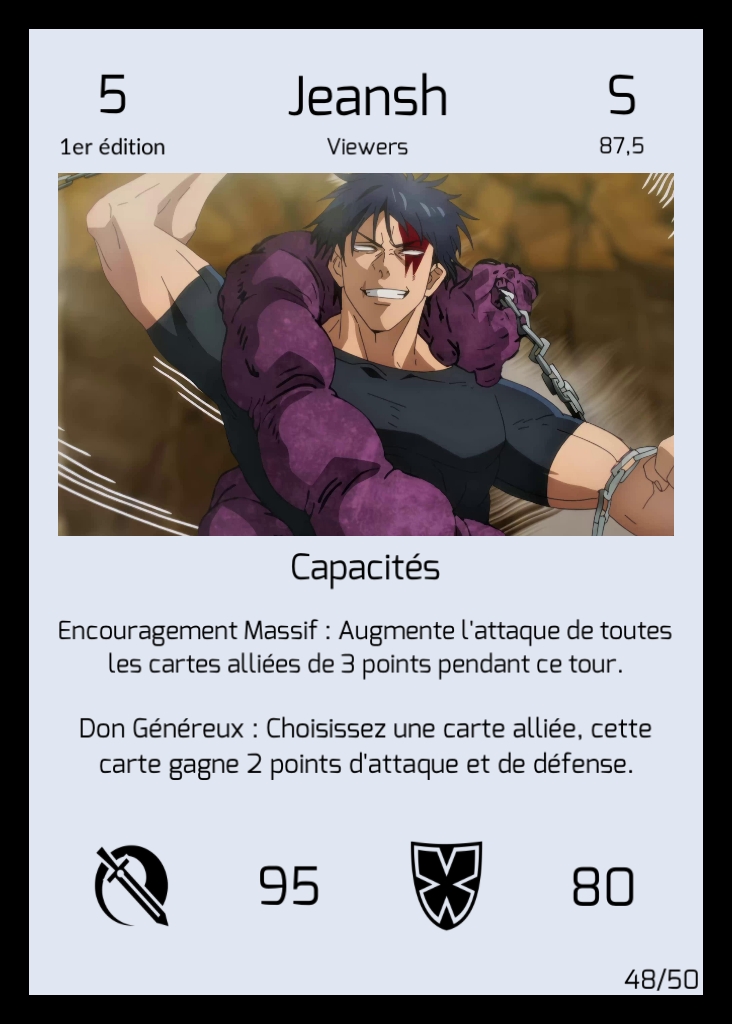 5
Jeansh
S
1er édition
Viewers
87,5
Capacités
Encouragement Massif : Augmente l'attaque de toutes
les cartes alliées de 3 points pendant ce tour.
Don Généreux : Choisissez une carte alliée, cette
carte gagne 2 points d'attaque et de défense.
95
80
48/50